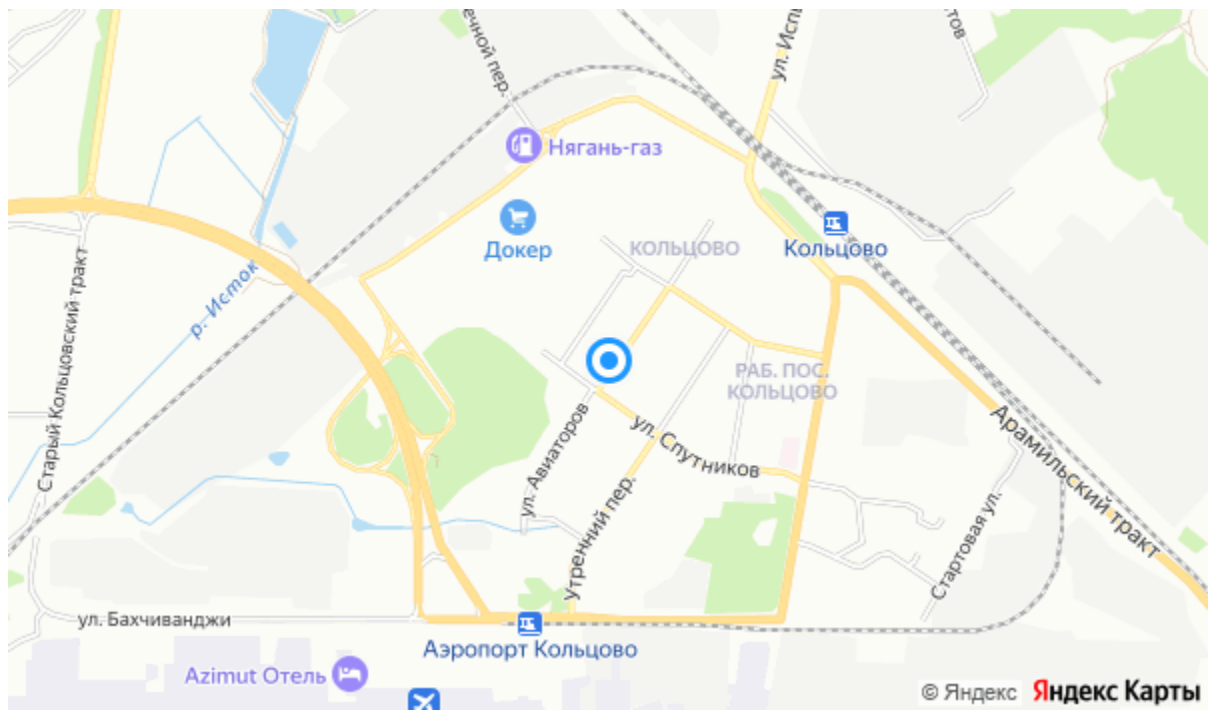 ечной пер.
ул. Исп
тов
Нягань-газ
Докер
КОЛЬЦОВО
Кольцово
р. Исток
Старый Кольцовский тракт
РАБ. ПОС.
КОЛЬЦОВО
ул. Авиаторов
ул. Спутников
Арамильский тракт
Утренний пер.
Стартовая ул.
ул. Бахчиванджи
Аэропорт Кольцово
Azimut Отель
© Яндекс Яндекс Карты